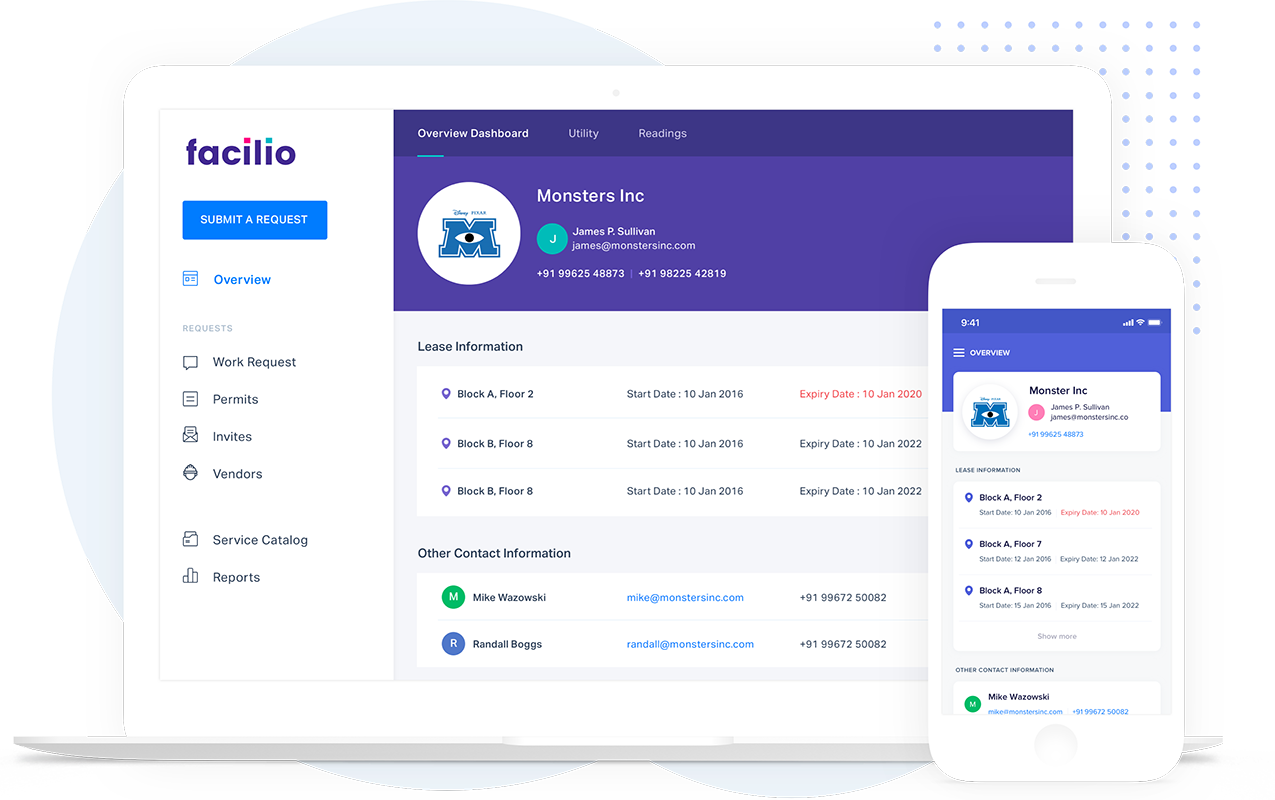 facilio
SUBMIT A REQUEST
Overview
REQUESTS
Work Request
Permits
Invites
Vendors
Service Catalog
Reports
Overview Dashboard Utility Readings
Disney PIXAR
M
Monsters Inc
J
James P. Sullivan
james@monstersinc.com
+91 99625 48873 | +91 98225 42819
Lease Information
Block A, Floor 2 Start Date : 10 Jan 2016 Expiry Date : 10 Jan 2020
Block B, Floor 8 Start Date : 10 Jan 2016 Expiry Date : 10 Jan 2022
Block B, Floor 8 Start Date : 10 Jan 2016 Expiry Date : 10 Jan 2022
Other Contact Information
M Mike Wazowski mike@monstersinc.com +91 99672 50082
R Randall Boggs randall@monstersinc.com +91 99672 50082
9:41
OVERVIEW
Disney PIXAR
M
Monster Inc
J
James P. Sullivan
james@monstersinc.co
+91 99625 48873
LEASE INFORMATION
Block A, Floor 2
Start Date: 10 Jan 2016 Expiry Date: 10 Jan 2020
Block A, Floor 7
Start Date: 12 Jan 2016 Expiry Date: 12 Jan 2022
Block A, Floor 8
Start Date: 15 Jan 2016 Expiry Date: 15 Jan 2022
Show more
OTHER CONTACT INFORMATION
M
Mike Wazowski
mike@monstersinc.com +91 99672 50082